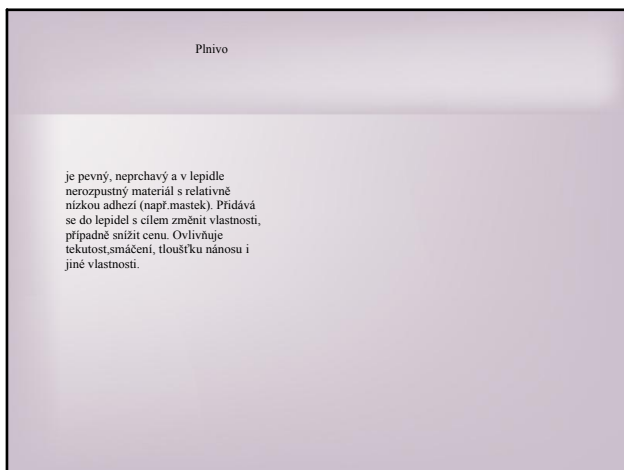 Plnivo
je pevný, neprchavý a v lepidle
nerozpustný materiál s relativně
nízkou adhezí (např.mastek). Přidává
se do lepidel s cílem změnit vlastnosti,
případně snížit cenu. Ovlivňuje
tekutost,smáčení, tloušťku nánosu i
jiné vlastnosti.